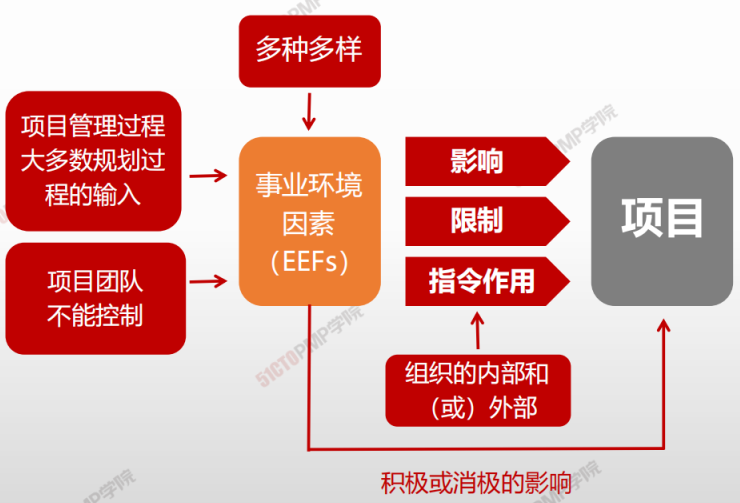 多种多样
项目管理过程
大多数规划过
程的输入
事业环境
因素
（EEFs）
影响
限制
指令作用
项目
项目团队
不能控制
组织的内部和
（或）外部
积极或消极的影响
51CTOPMP学院